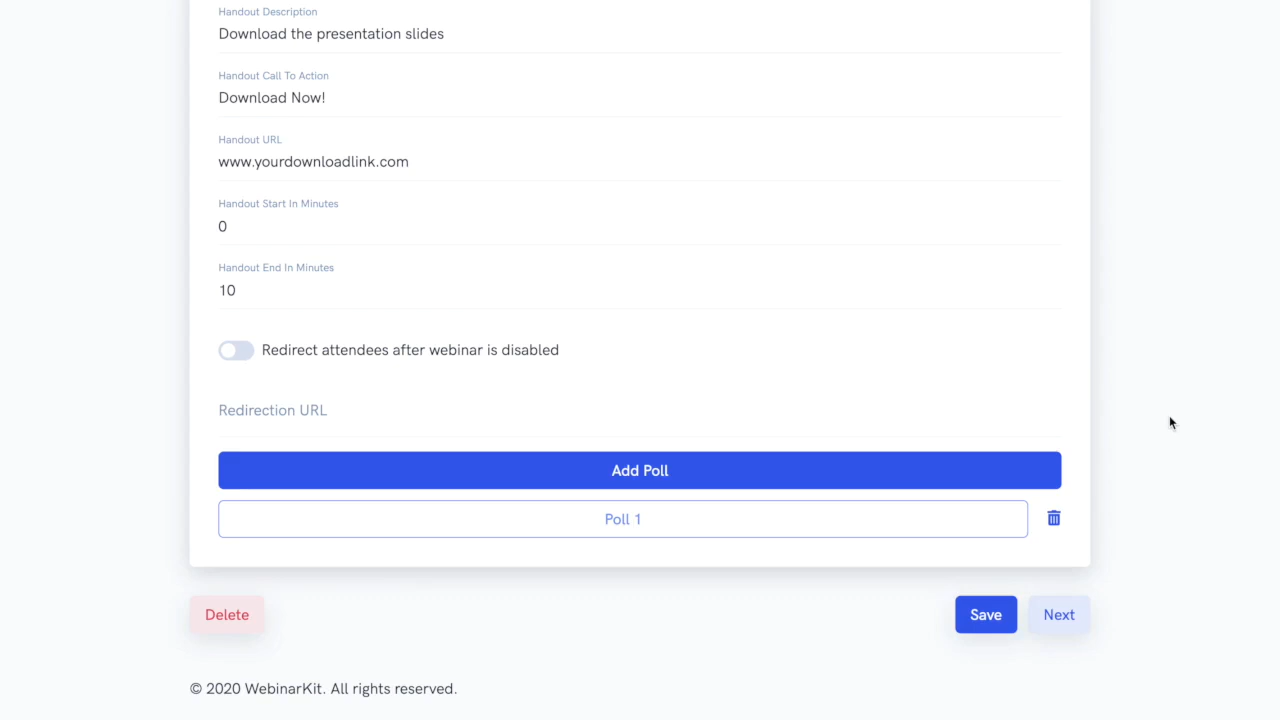 Handout Description
Download the presentation slides
Handout Call To Action
Download Now!
Handout URL
www.yourdownloadlink.com
Handout Start In Minutes
0
Handout End In Minutes
10
Redirect attendees after webinar is disabled
Redirection URL
Add Poll
Poll 1
Delete
Save
Next
© 2020 WebinarKit. All rights reserved.